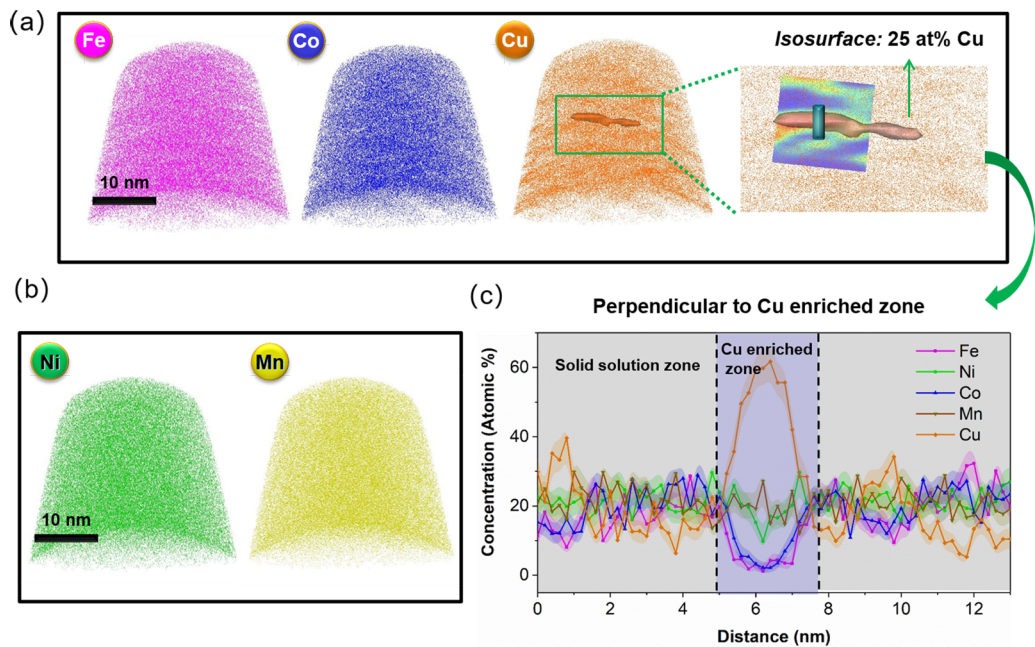 (a)
Fe
Co
Cu
Isosurface: 25 at% Cu
10 nm
(b)
Ni
Mn
10 nm
(c)
Perpendicular to Cu enriched zone
Solid solution zone
Cu enriched
zone
Fe
Ni
Co
Mn
Cu
Concentration (Atomic %)
60
40
20
0
0
2
4
6
8
10
12
Distance (nm)